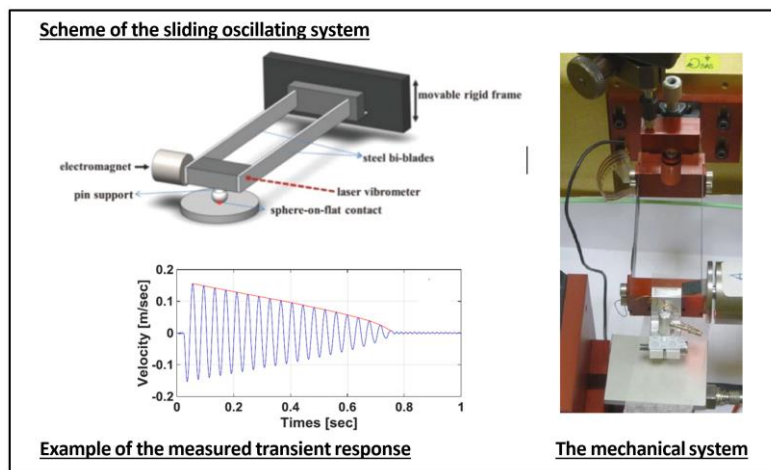 Scheme of the sliding oscillating system
movable rigid frame
electromagnet
steel bi-blades
laser vibrometer
pin support
sphere-on-flat contact
0.2
0.1
0
-0.1
-0.2
Velocity [m/sec]
0
0.2
0.4
0.6
0.8
1
Times [sec]
Example of the measured transient response
The mechanical system